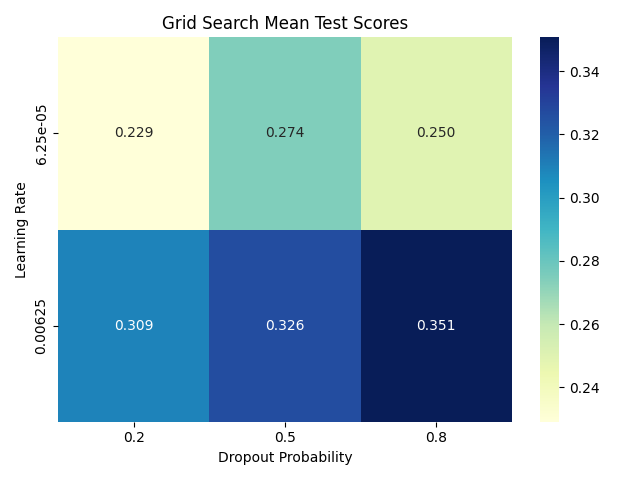 Grid Search Mean Test Scores
Learning Rate
6.25e-05
0.229 0.274 0.250
0.00625
0.309 0.326 0.351
0.2 0.5 0.8
Dropout Probability
0.34
0.32
0.30
0.28
0.26
0.24